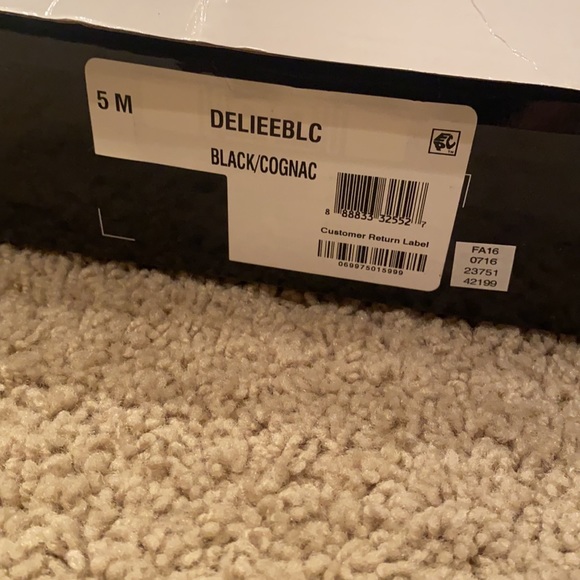 5 M
DELIEEBLC
BLACK/COGNAC
8 88833 32552 7
Customer Return Label
069975015999
FA16
0716
23751
42199